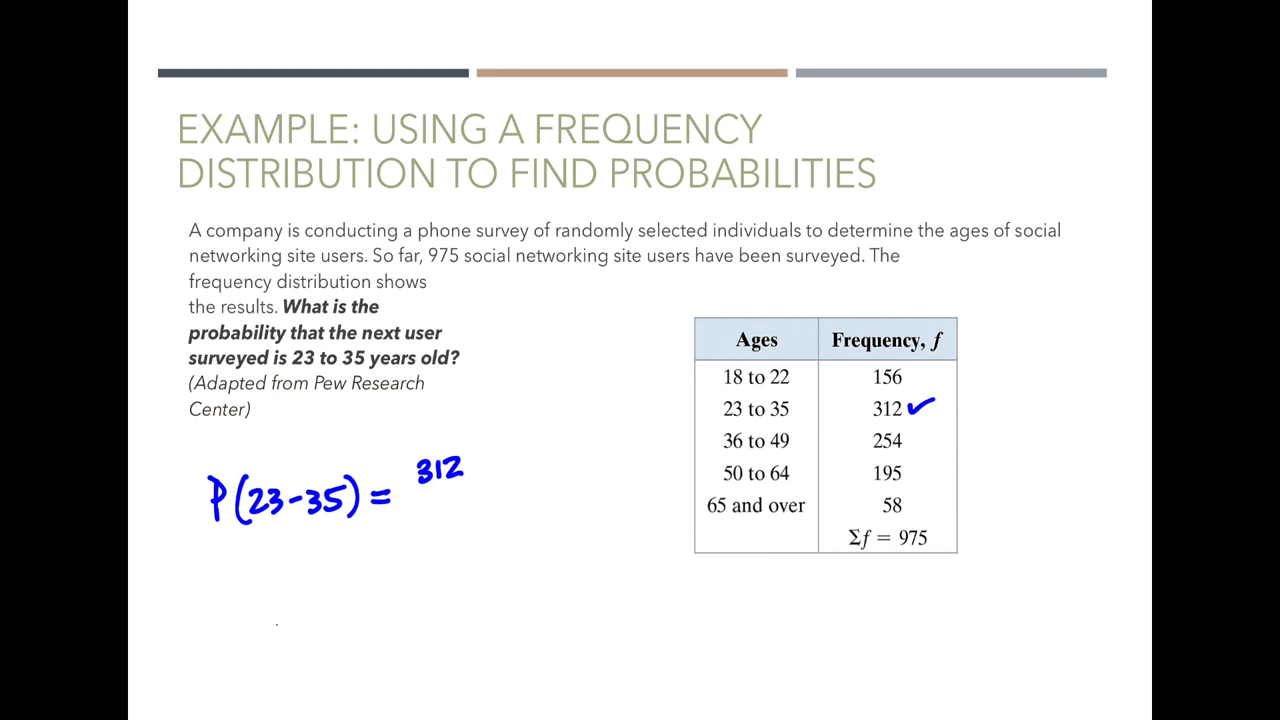 EXAMPLE: USING A FREQUENCY
DISTRIBUTION TO FIND PROBABILITIES
A company is conducting a phone survey of randomly selected individuals to determine the ages of social
networking site users. So far, 975 social networking site users have been surveyed. The
frequency distribution shows
the results. What is the
probability that the next user
surveyed is 23 to 35 years old?
(Adapted from Pew Research
Center)
Ages Frequency, f
18 to 22 156
23 to 35 312 ✓
36 to 49 254
50 to 64 195
65 and over 58
Σf = 975
312
P(23-35) =